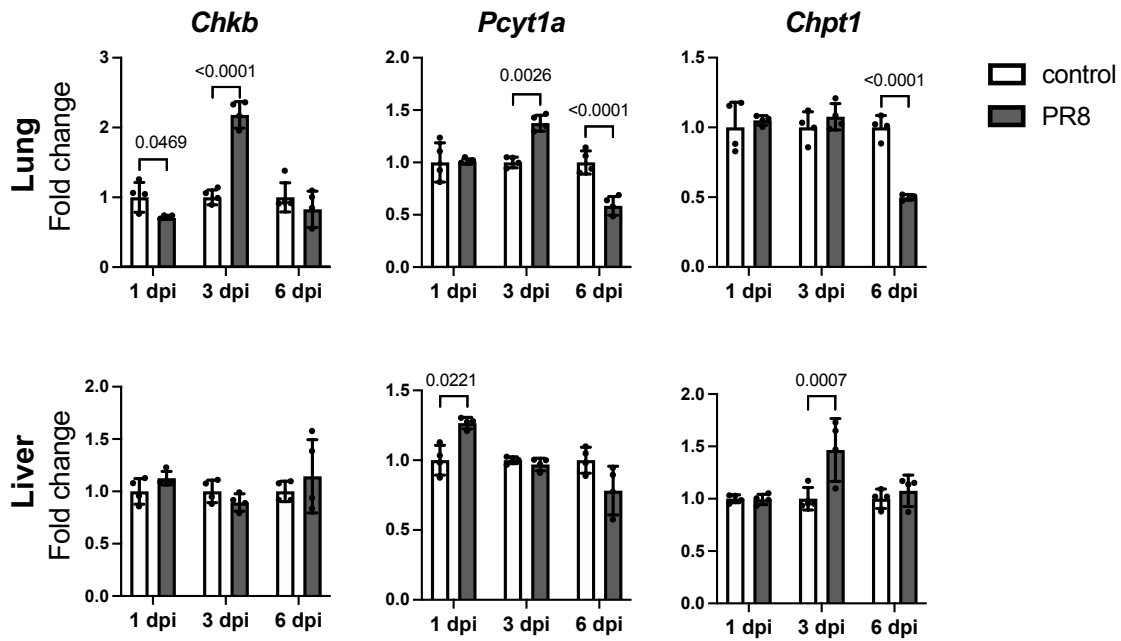 Chkb
Pcyt1a
Chpt1
control
PR8
Lung
Fold change
3
2
1
0
0.0469
<0.0001
1 dpi
3 dpi
6 dpi
2.0
1.5
1.0
0.5
0.0
0.0026
<0.0001
1 dpi
3 dpi
6 dpi
1.5
1.0
0.5
0.0
<0.0001
1 dpi
3 dpi
6 dpi
Liver
Fold change
2.0
1.5
1.0
0.5
0.0
1 dpi
3 dpi
6 dpi
1.5
1.0
0.5
0.0
0.0221
1 dpi
3 dpi
6 dpi
2.0
1.5
1.0
0.5
0.0
0.0007
1 dpi
3 dpi
6 dpi